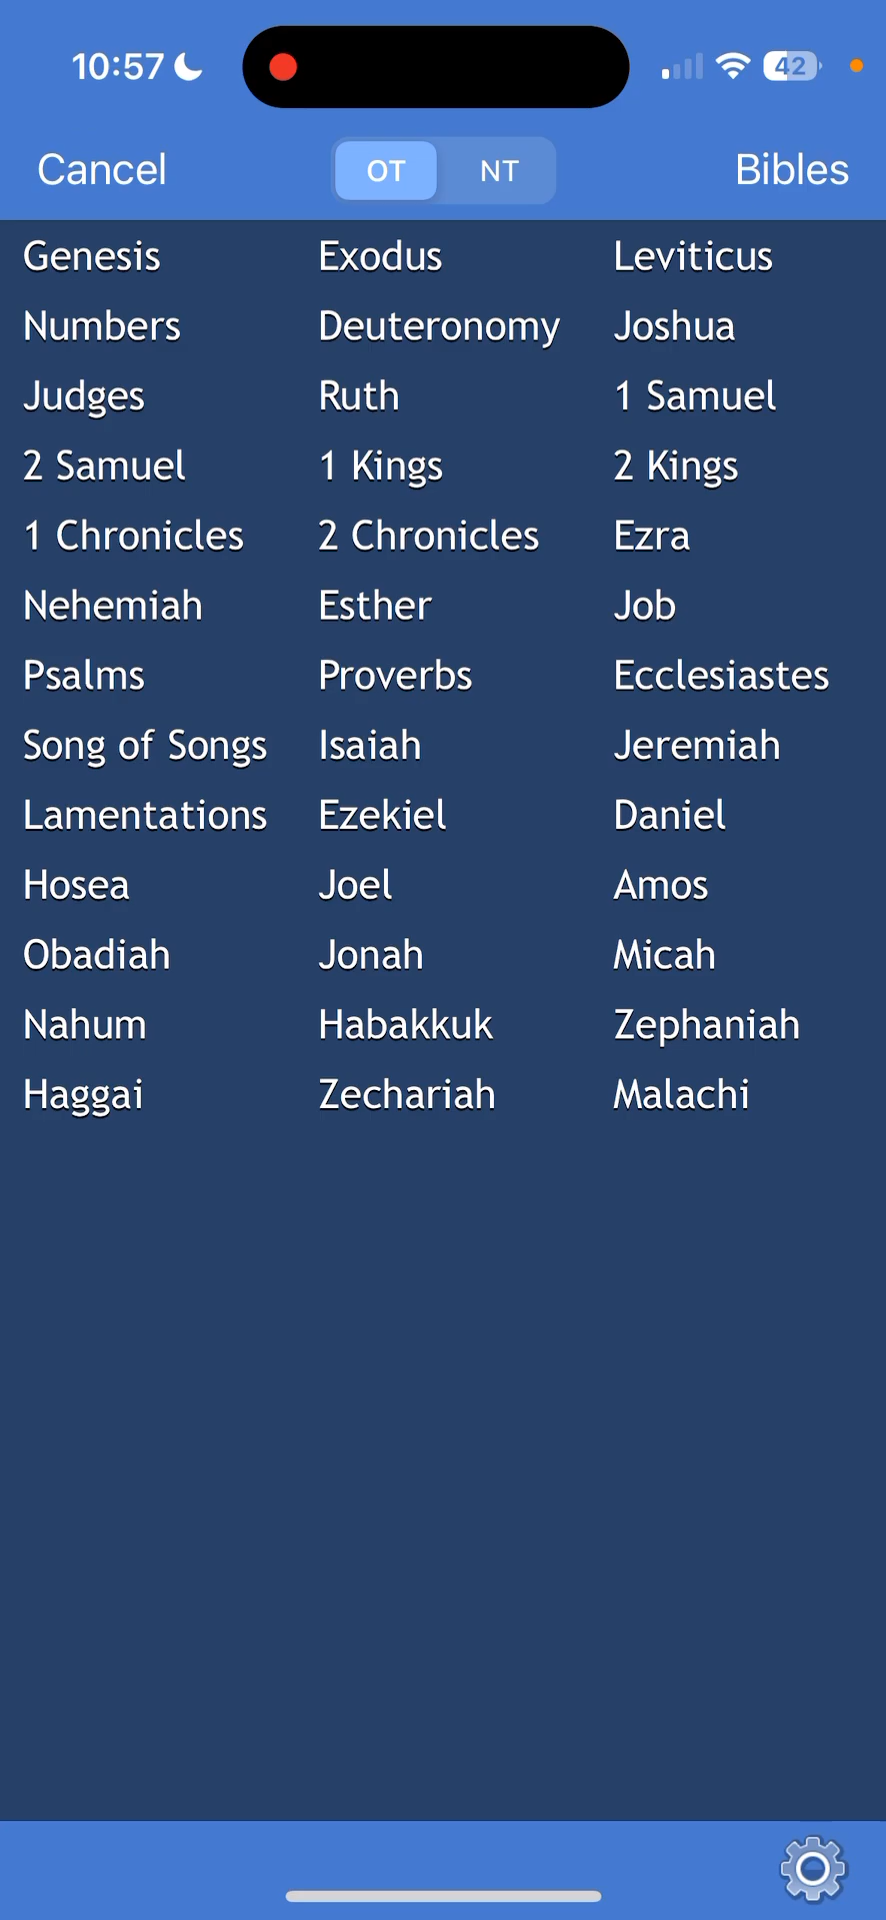 10:57 42
Cancel OT NT Bibles
Genesis Exodus Leviticus
Numbers Deuteronomy Joshua
Judges Ruth 1 Samuel
2 Samuel 1 Kings 2 Kings
1 Chronicles 2 Chronicles Ezra
Nehemiah Esther Job
Psalms Proverbs Ecclesiastes
Song of Songs Isaiah Jeremiah
Lamentations Ezekiel Daniel
Hosea Joel Amos
Obadiah Jonah Micah
Nahum Habakkuk Zephaniah
Haggai Zechariah Malachi